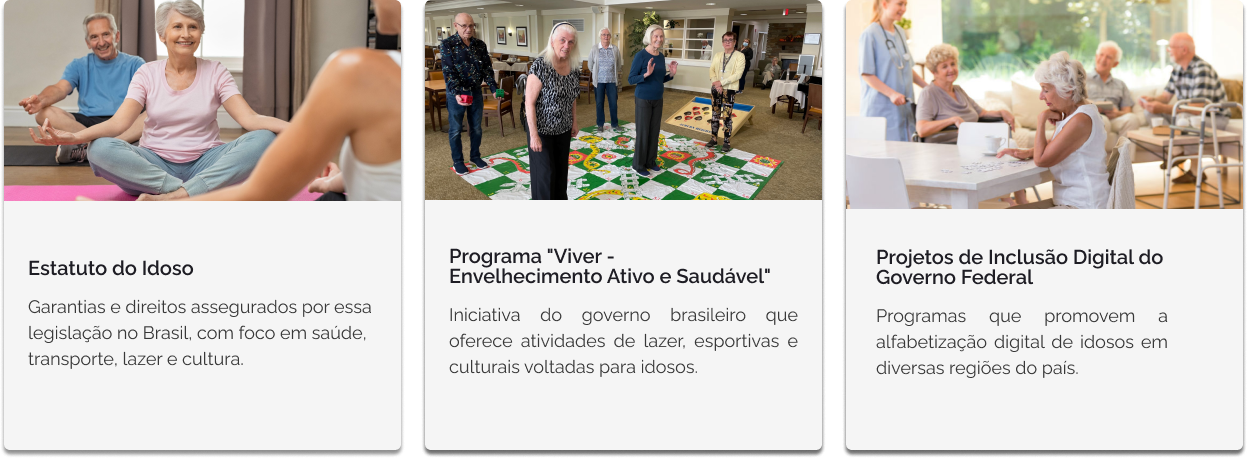 Estatuto do Idoso
Garantias e direitos assegurados por essa
legislação no Brasil, com foco em saúde,
transporte, lazer e cultura.
Programa "Viver -
Envelhecimento Ativo e Saudável"
Iniciativa do governo brasileiro que
oferece atividades de lazer, esportivas e
culturais voltadas para idosos.
Projetos de Inclusão Digital do
Governo Federal
Programas que promovem a
alfabetização digital de idosos em
diversas regiões do país.